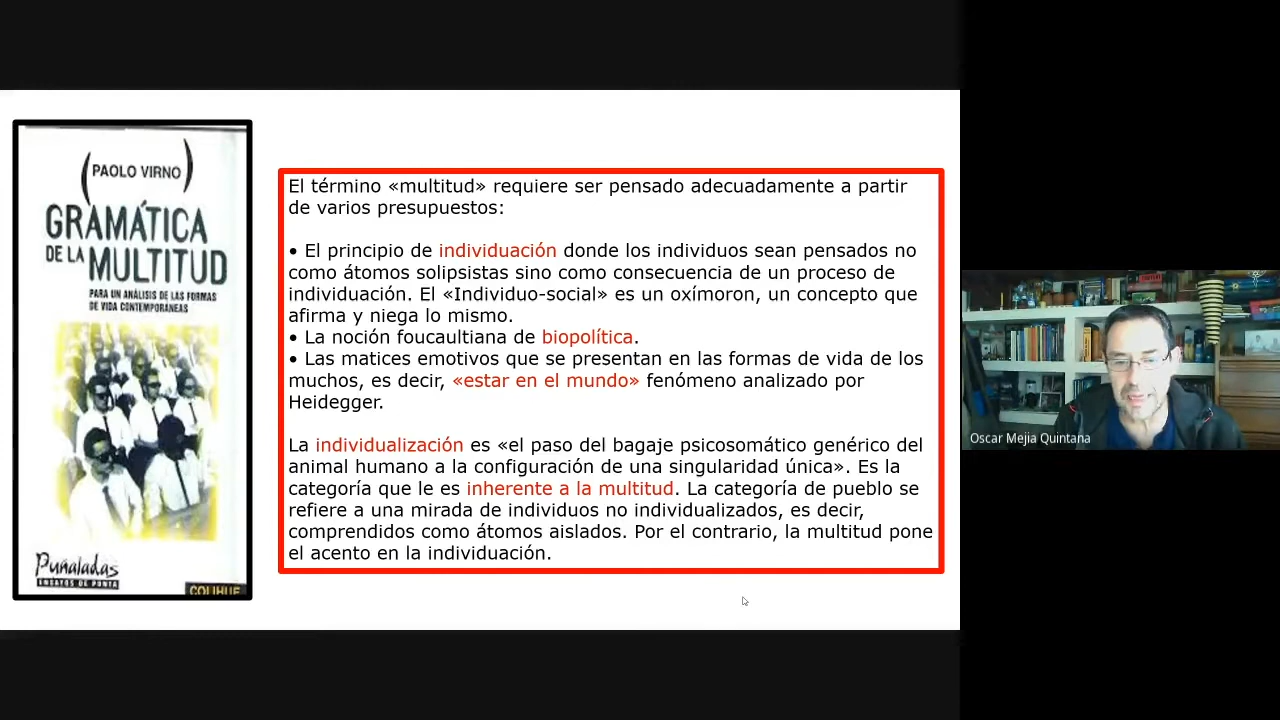 (PAOLO VIRNO)
GRAMÁTICA
DE LA MULTITUD
PARA UN ANÁLISIS DE LAS FORMAS
DE VIDA CONTEMPORÁNEAS
Puñaladas
ENSAYOS DE PUNTA
COLIHUE
El término «multitud» requiere ser pensado adecuadamente a partir
de varios presupuestos:
• El principio de individuación donde los individuos sean pensados no
como átomos solipsistas sino como consecuencia de un proceso de
individuación. El «Individuo-social» es un oxímoron, un concepto que
afirma y niega lo mismo.
• La noción foucaultiana de biopolítica.
• Las matices emotivos que se presentan en las formas de vida de los
muchos, es decir, «estar en el mundo» fenómeno analizado por
Heidegger.
La individualización es «el paso del bagaje psicosomático genérico del
animal humano a la configuración de una singularidad única». Es la
categoría que le es inherente a la multitud. La categoría de pueblo se
refiere a una mirada de individuos no individualizados, es decir,
comprendidos como átomos aislados. Por el contrario, la multitud pone
el acento en la individuación.
Oscar Mejia Quintana